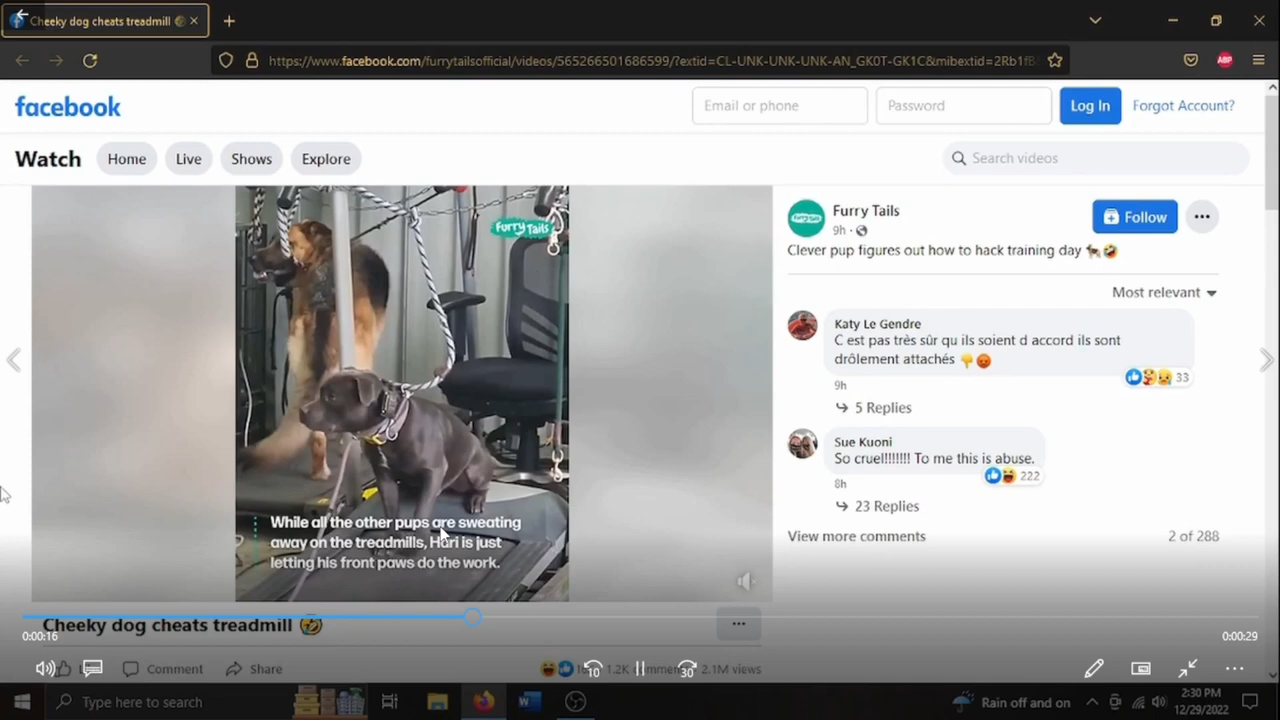 Cheeky dog cheats treadmill
https://www.facebook.com/furrytailsofficial/videos/565266501686599/?extid=CL-UNK-UNK-UNK-AN_GK0T-GK1C&mibextid=2Rb1fB
ABP
facebook
Email or phone
Password
Log In
Forgot Account?
Watch
Home
Live
Shows
Explore
Search videos
Furry Tails
While all the other pups are sweating
away on the treadmills, Hari is just
letting his front paws do the work.
Furry Tails
Furry Tails
Follow
9h
Clever pup figures out how to hack training day
Most relevant
Katy Le Gendre
C est pas très sûr qu ils soient d accord ils sont
drôlement attachés
33
9h
5 Replies
Sue Kuoni
So cruel!!!!!!!! To me this is abuse.
222
8h
23 Replies
View more comments
2 of 288
Cheeky dog cheats treadmill
0:00:16
0:00:29
Comment
Share
10
30
2.1M views
Type here to search
Rain off and on
2:30 PM
12/29/2022